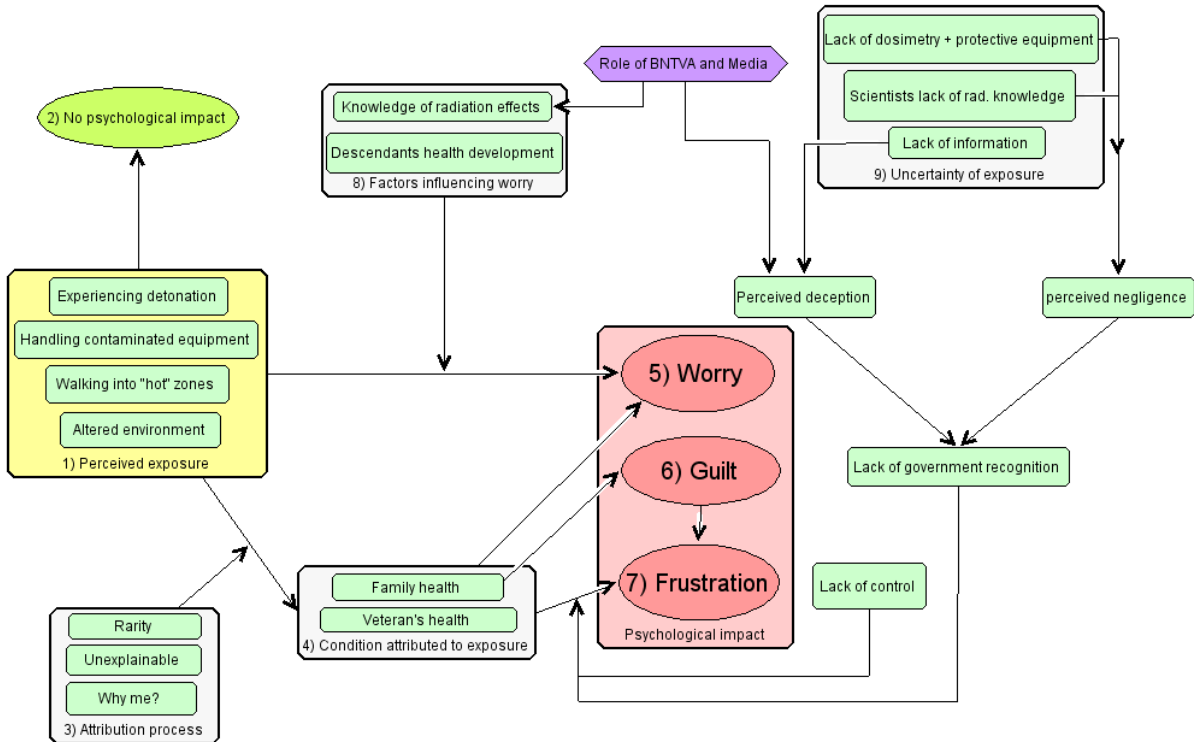 Lack of dosimetry + protective equipment
Role of BNTVA and Media
Scientists lack of rad. knowledge
Knowledge of radiation effects
2) No psychological impact
Lack of information
Descendants health development
9) Uncertainty of exposure
8) Factors influencing worry
Experiencing detonation
Perceived deception
perceived negligence
Handling contaminated equipment
5) Worry
Walking into "hot" zones
Altered environment
1) Perceived exposure
6) Guilt
Lack of government recognition
7) Frustration
Family health
Lack of control
Veteran's health
Psychological impact
4) Condition attributed to exposure
Rarity
Unexplainable
Why me?
3) Attribution process